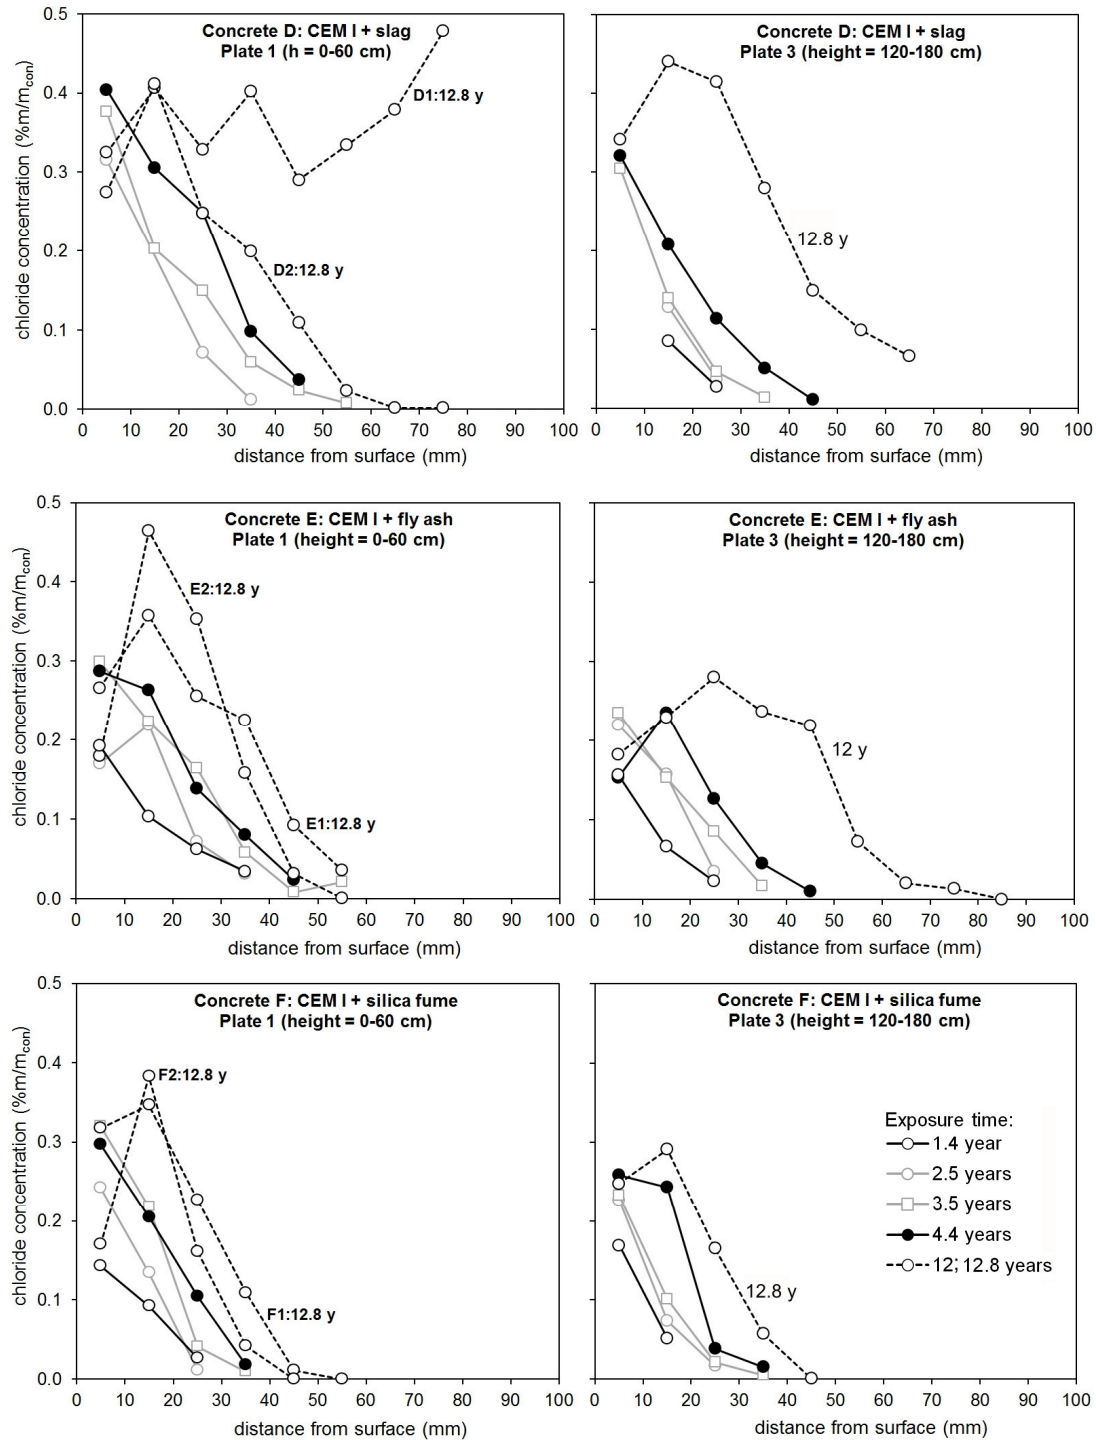 Concrete D: CEM I + slag
Plate 1 (h = 0-60 cm)
chloride concentration (%m/m_con)
0.5
0.4
0.3
0.2
0.1
0.0
D1:12.8 y
D2:12.8 y
0 10 20 30 40 50 60 70 80 90 100
distance from surface (mm)
Concrete D: CEM I + slag
Plate 3 (height = 120-180 cm)
12.8 y
0 10 20 30 40 50 60 70 80 90 100
distance from surface (mm)
Concrete E: CEM I + fly ash
Plate 1 (height = 0-60 cm)
chloride concentration (%m/m_con)
0.5
0.4
0.3
0.2
0.1
0.0
E2:12.8 y
E1:12.8 y
0 10 20 30 40 50 60 70 80 90 100
distance from surface (mm)
Concrete E: CEM I + fly ash
Plate 3 (height = 120-180 cm)
12 y
0 10 20 30 40 50 60 70 80 90 100
distance from surface (mm)
Concrete F: CEM I + silica fume
Plate 1 (height = 0-60 cm)
chloride concentration (%m/m_con)
0.5
0.4
0.3
0.2
0.1
0.0
F2:12.8 y
F1:12.8 y
0 10 20 30 40 50 60 70 80 90 100
distance from surface (mm)
Concrete F: CEM I + silica fume
Plate 3 (height = 120-180 cm)
12.8 y
Exposure time:
1.4 year
2.5 years
3.5 years
4.4 years
12; 12.8 years
0 10 20 30 40 50 60 70 80 90 100
distance from surface (mm)